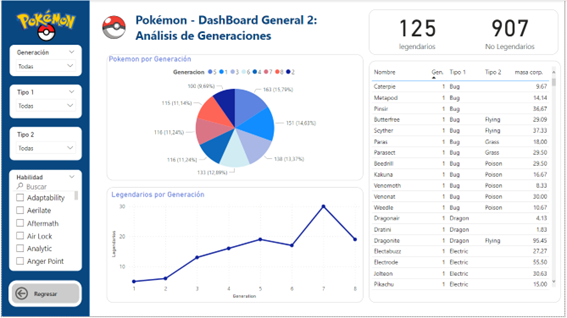 Pokémon
Generación
Todas
Tipo 1
Todas
Tipo 2
Todas
Habilidad
Buscar
Adaptability
Aerilate
Aftermath
Air Lock
Analytic
Anger Point
Regresar
Pokémon - DashBoard General 2:
Análisis de Generaciones
125
legendarios
907
No Legendarios
Pokemon por Generación
Generacion 5 1 3 6 4 7 8 2
163 (15,79%)
151 (14,63%)
138 (13,37%)
133 (12,89%)
116 (11,24%)
116 (11,24%)
115 (11,14%)
100 (9,69%)
Legendarios por Generación
Legendarios
30
20
10
1 2 3 4 5 6 7 8
Generation
Nombre Gen. Tipo 1 Tipo 2 masa corp.
Caterpie 1 Bug 9.67
Metapod 1 Bug 14.14
Pinsir 1 Bug 36.67
Butterfree 1 Bug Flying 29.09
Scyther 1 Bug Flying 37.33
Paras 1 Bug Grass 18.00
Parasect 1 Bug Grass 29.50
Beedrill 1 Bug Poison 29.50
Kakuna 1 Bug Poison 16.67
Venomoth 1 Bug Poison 8.33
Venonat 1 Bug Poison 30.00
Weedle 1 Bug Poison 10.67
Dragonair 1 Dragon 4.13
Dratini 1 Dragon 1.83
Dragonite 1 Dragon Flying 95.45
Electabuzz 1 Electric 27.27
Electrode 1 Electric 55.50
Jolteon 1 Electric 30.63
Pikachu 1 Electric 15.00